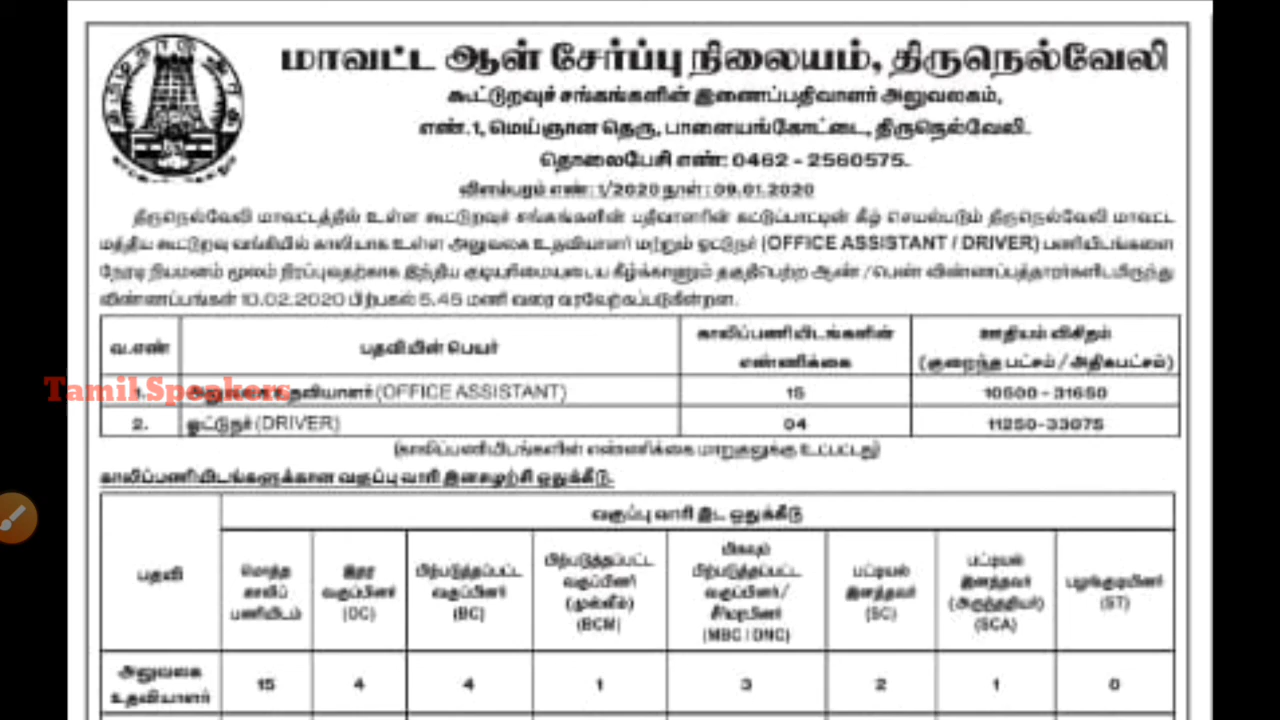 மாவட்ட ஆள் சேர்ப்பு நிலையம், திருநெல்வேலி
கூட்டுறவுச் சங்கங்களின் இணைப்பதிவாளர் அலுவலகம்,
எண்.1, மெய்ஞான தெரு, பாளையங்கோட்டை, திருநெல்வேலி.
தொலைபேசி எண்: 0462 - 2560575.
விளம்பரம் எண்: 1/2020 நாள் : 09.01.2020
திருநெல்வேலி மாவட்டத்தில் உள்ள கூட்டுறவுச் சங்கங்களின் பதிவாளரின் கட்டுப்பாட்டின் கீழ் செயல்படும் திருநெல்வேலி மாவட்ட
மத்திய கூட்டுறவு வங்கியில் காலியாக உள்ள அலுவலக உதவியாளர் மற்றும் ஓட்டுநர் (OFFICE ASSISTANT / DRIVER) பணியிடங்களை
நேரடி நியமனம் மூலம் நிரப்புவதற்காக இந்திய குடியுரிமையுடைய கீழ்க்காணும் தகுதிபெற்ற ஆண் / பெண் விண்ணப்பத்தாரர்களிடமிருந்து
விண்ணப்பங்கள் 10.02.2020 பிற்பகல் 5.45 மணி வரை வரவேற்கப்படுகின்றன.
வ.எண் பதவியின் பெயர் காலிப்பணியிடங்களின் எண்ணிக்கை ஊதியம் விகிதம் (குறைந்த பட்சம் / அதிகபட்சம்)
Tamil Speakers
1. அலுவலக உதவியாளர் (OFFICE ASSISTANT) 15 10500 - 31650
2. ஓட்டுநர் (DRIVER) 04 11250-33075
(காலிப்பணியிடங்களின் எண்ணிக்கை மாறுதலுக்கு உட்பட்டது)
காலிப்பணியிடங்களுக்கான வகுப்பு வாரி இனசுழற்சி ஒதுக்கீடு.
வகுப்பு வாரி இட ஒதுக்கீடு
பதவி மொத்த காலிப் பணியிடம் இதர வகுப்பினர் (OC) பிற்படுத்தப்பட்ட வகுப்பினர் (BC) பிற்படுத்தப்பட்ட வகுப்பினர் (முஸ்லீம்) (BCM) மிகவும் பிற்படுத்தப்பட்ட வகுப்பினர்/ சீர்மரபினர் (MBC / DNC) பட்டியல் இனத்தவர் (SC) பட்டியல் இனத்தவர் (அருந்ததியர்) (SCA) பழங்குடியினர் (ST)
அலுவலக உதவியாளர் 15 4 4 1 3 2 1 0